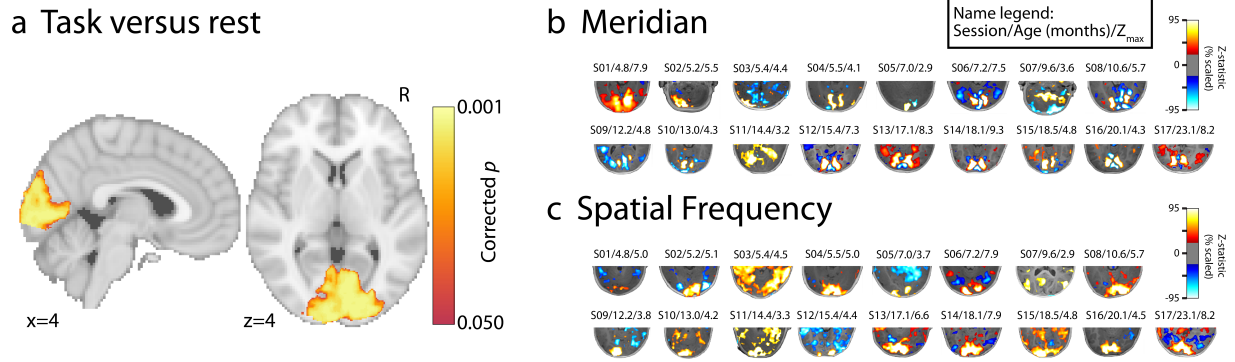 a Task versus rest
R
0.001
Corrected p
0.050
x=4
z=4
b Meridian
Name legend:
Session/Age (months)/Zmax
95
0
-95
Z-statistic
(% scaled)
S01/4.8/7.9 S02/5.2/5.5 S03/5.4/4.4 S04/5.5/4.1 S05/7.0/2.9 S06/7.2/7.5 S07/9.6/3.6 S08/10.6/5.7
S09/12.2/4.8 S10/13.0/4.3 S11/14.4/3.2 S12/15.4/7.3 S13/17.1/8.3 S14/18.1/9.3 S15/18.5/4.8 S16/20.1/4.3 S17/23.1/8.2
c Spatial Frequency
95
0
-95
Z-statistic
(% scaled)
S01/4.8/5.0 S02/5.2/5.1 S03/5.4/4.5 S04/5.5/5.0 S05/7.0/3.7 S06/7.2/7.9 S07/9.6/2.9 S08/10.6/5.7
S09/12.2/3.8 S10/13.0/4.2 S11/14.4/3.3 S12/15.4/4.4 S13/17.1/6.6 S14/18.1/7.9 S15/18.5/4.8 S16/20.1/4.5 S17/23.1/8.2